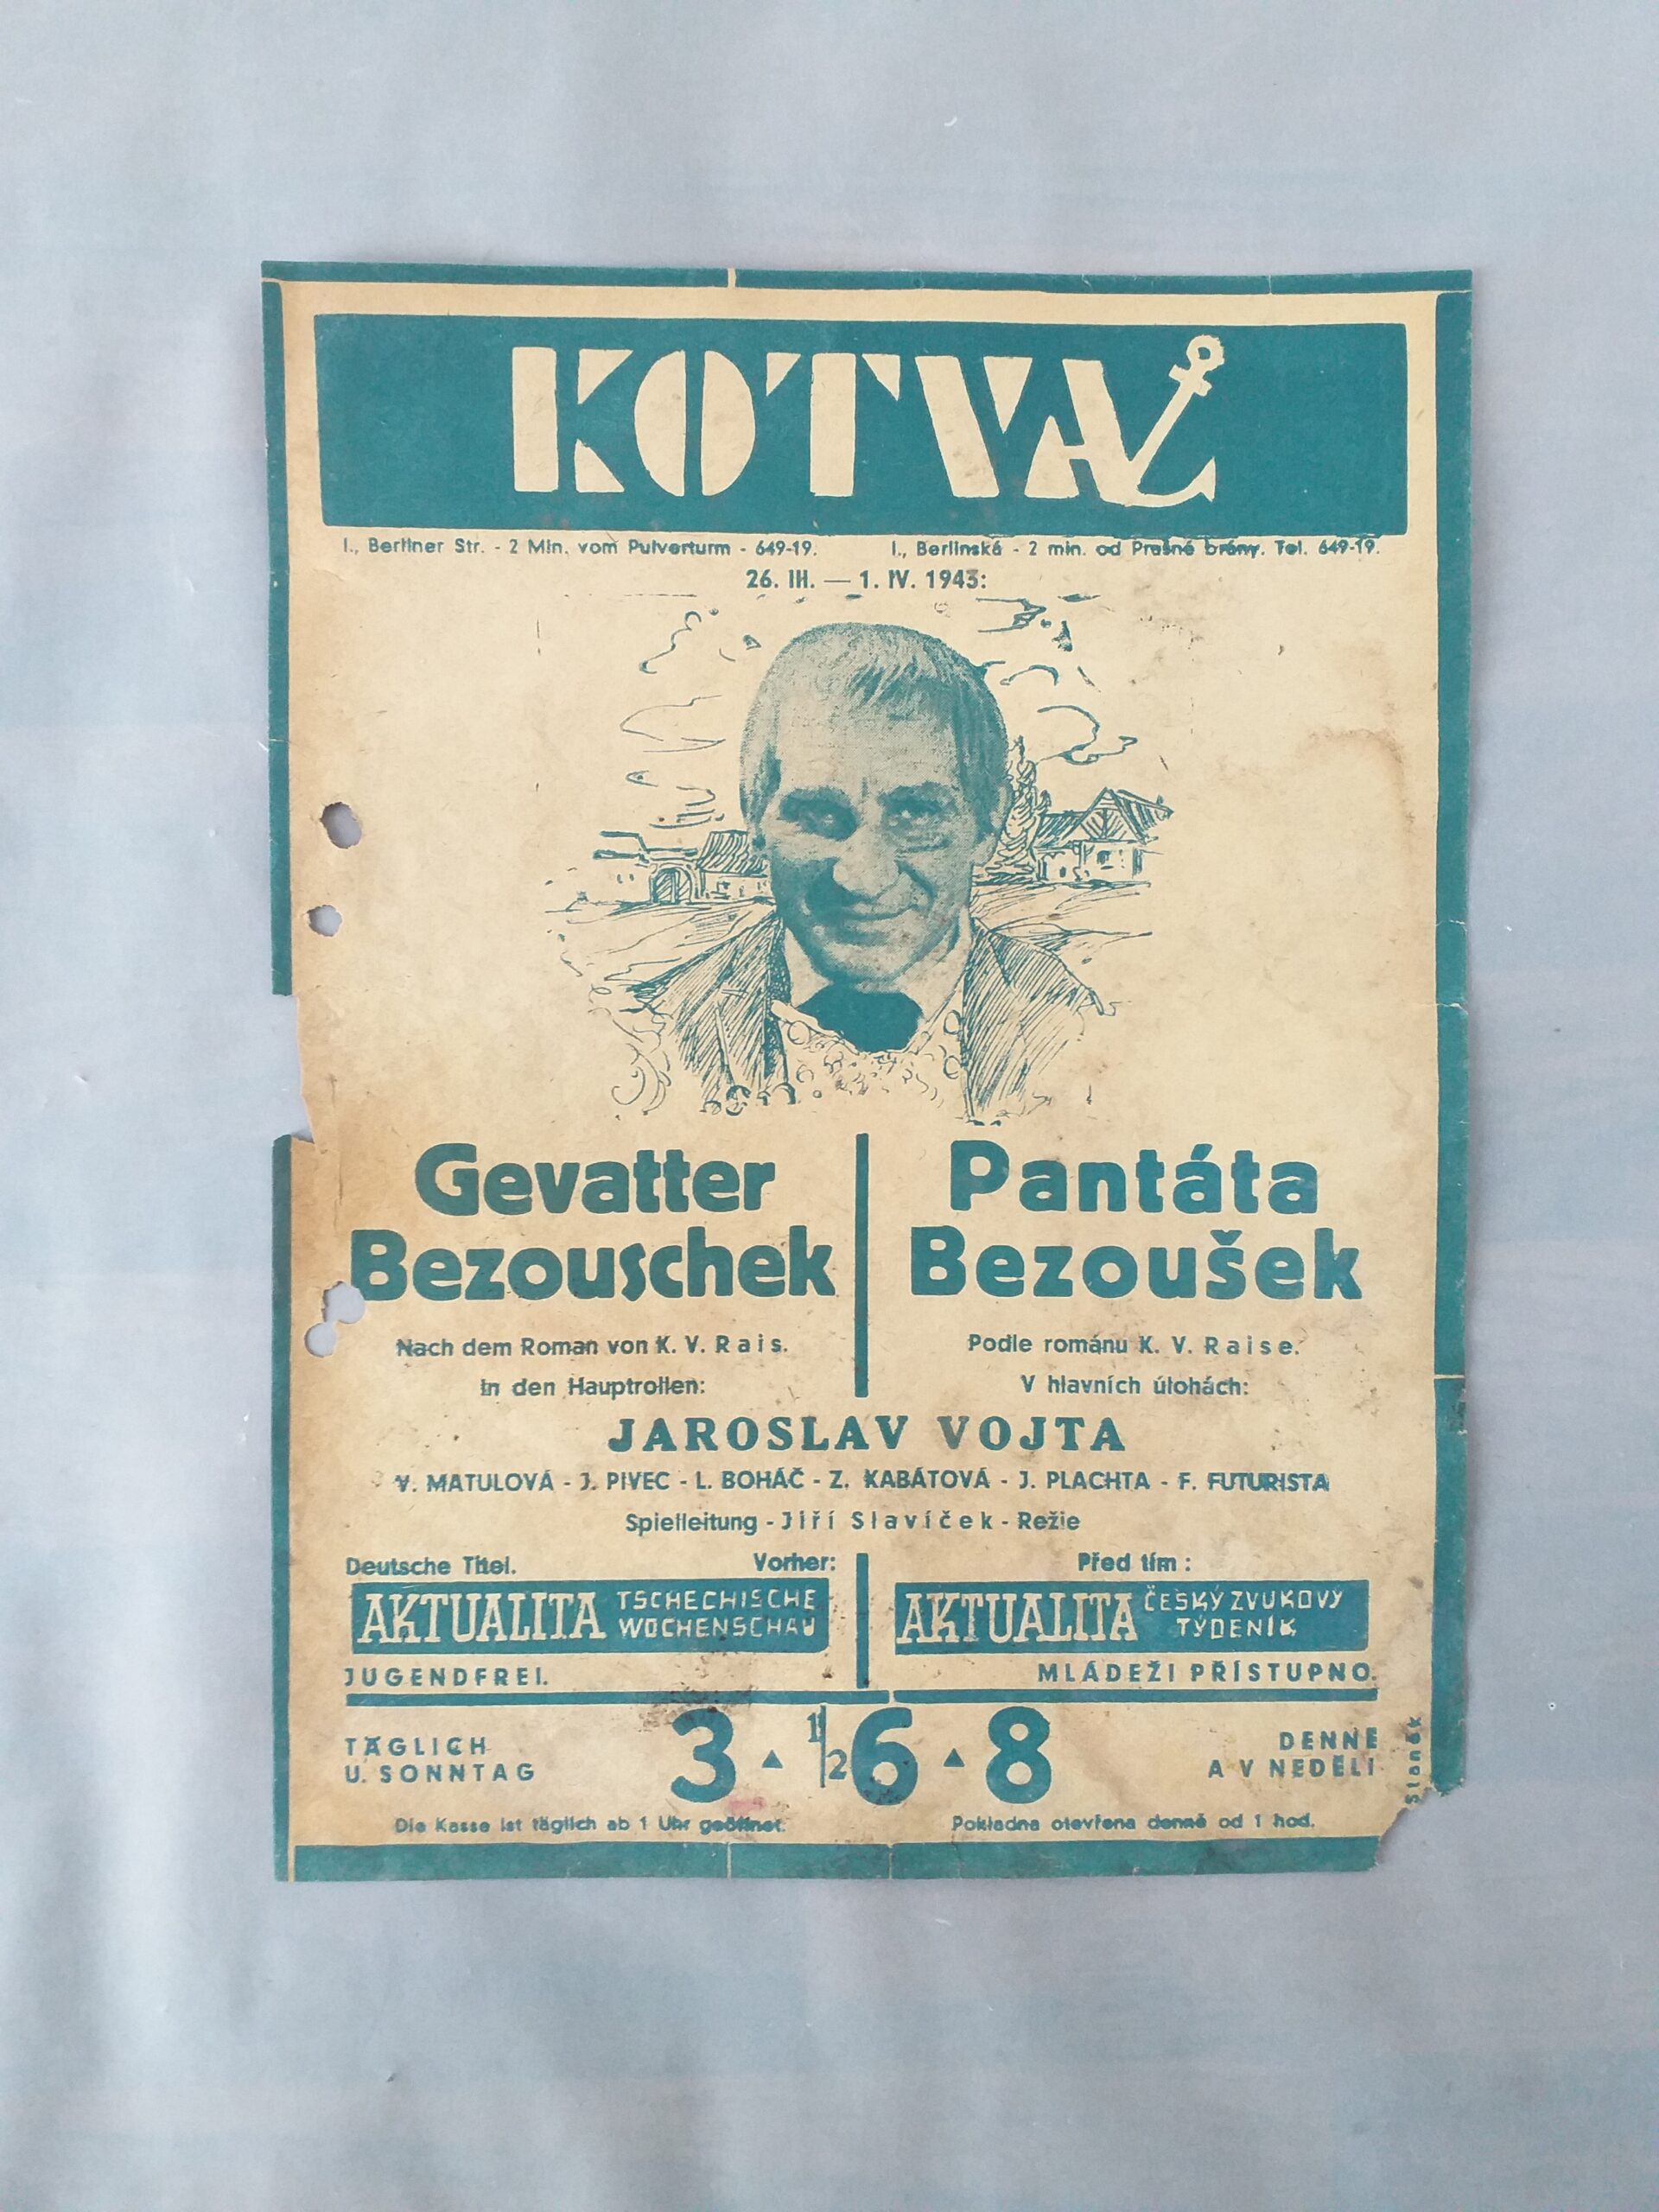 KOTVA
I., Berliner Str. - 2 Min. vom Pulverturm - 649-19.
I., Berlinská - 2 min. od Prašné brány. Tel. 649-19.
26. III. — 1. IV. 1943:
Gevatter
Bezouschek
Nach dem Roman von K. V. Rais.
In den Hauptrollen:
Pantáta
Bezoušek
Podle románu K. V. Raise.
V hlavních úlohách:
JAROSLAV VOJTA
V. MATULOVÁ - J. PIVEC - L. BOHÁČ - Z. KABÁTOVÁ - J. PLACHTA - F. FUTURISTA
Spielleitung - Jiří Slavíček - Režie
Deutsche Titel. Vorher:
AKTUALITA TSCHECHISCHE
WOCHENSCHAU
JUGENDFREI.
Před tím:
AKTUALITA ČESKÝ ZVUKOVÝ
TÝDENÍK
MLÁDEŽI PŘÍSTUPNO.
TÄGLICH
U. SONNTAG
3 ▲ 1/2 6 ▲ 8
DENNE
A V NEDĚLI
Die Kasse ist täglich ab 1 Uhr geöffnet.
Pokladna otevřena denně od 1 hod.
Staněk